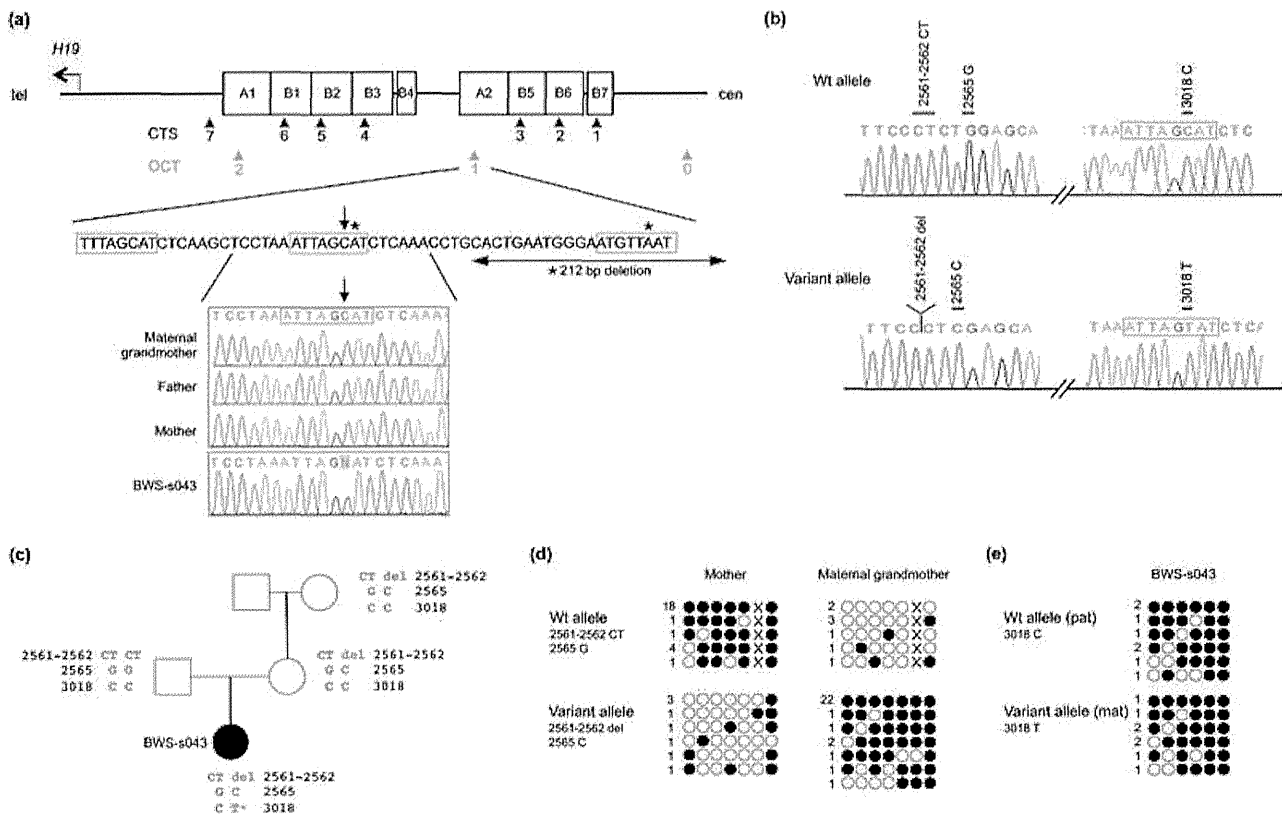 (a)
H19
tel
A1
B1
B2
B3
B4
A2
B5
B6
B7
cen
CTS
7
6
5
4
3
2
1
OCT
2
1
0
*
*
TTTAGCATCTCAAGCTCCTAAATTAGCATCTCAAACCTGCACTGAATGGGAATGTTAAT
* 212 bp deletion
TCCTAAATTAGCATCTCAAA
Maternal
grandmother
Father
Mother
TCCTAAATTAGNATCTCAAA
BWS-s043
(b)
Wt allele
2561-2562 CT
2565 G
3018 C
TTCCCTCTGGAGCA
CTAAATTAGCATCTC
Variant allele
2561-2562 del
2565 C
3018 T
TTCCCTCGAGCA
TAAATTAGTATCTCA
(c)
CT del 2561-2562
G C 2565
C C 3018
2561-2562 CT CT
2565 G G
3018 C C
CT del 2561-2562
G C 2565
C C 3018
BWS-s043
CT del 2561-2562
G C 2565
C T* 3018
(d)
Mother
Maternal grandmother
Wt allele
2561-2562 CT
2565 G
18
1
1
4
1
X
X
X
X
X
2
3
1
1
1
X
X
X
X
X
Variant allele
2561-2562 del
2565 C
3
1
1
1
1
1
22
1
1
2
1
1
1
(e)
BWS-s043
Wt allele (pat)
3018 C
2
1
1
2
1
1
Variant allele (mat)
3018 T
1
1
2
2
1
1